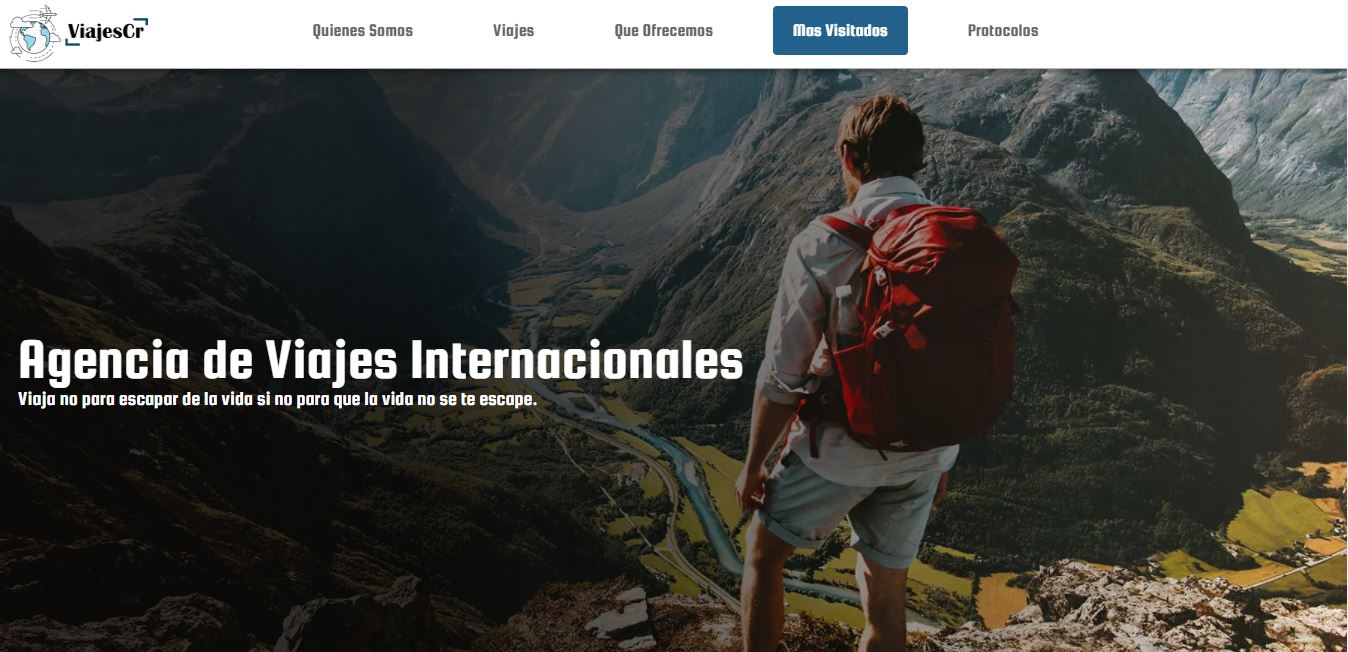 ViajesCr
Quienes Somos
Viajes
Que Ofrecemos
Mas Visitados
Protocolos
Agencia de Viajes Internacionales
Viaja no para escapar de la vida si no para que la vida no se te escape.